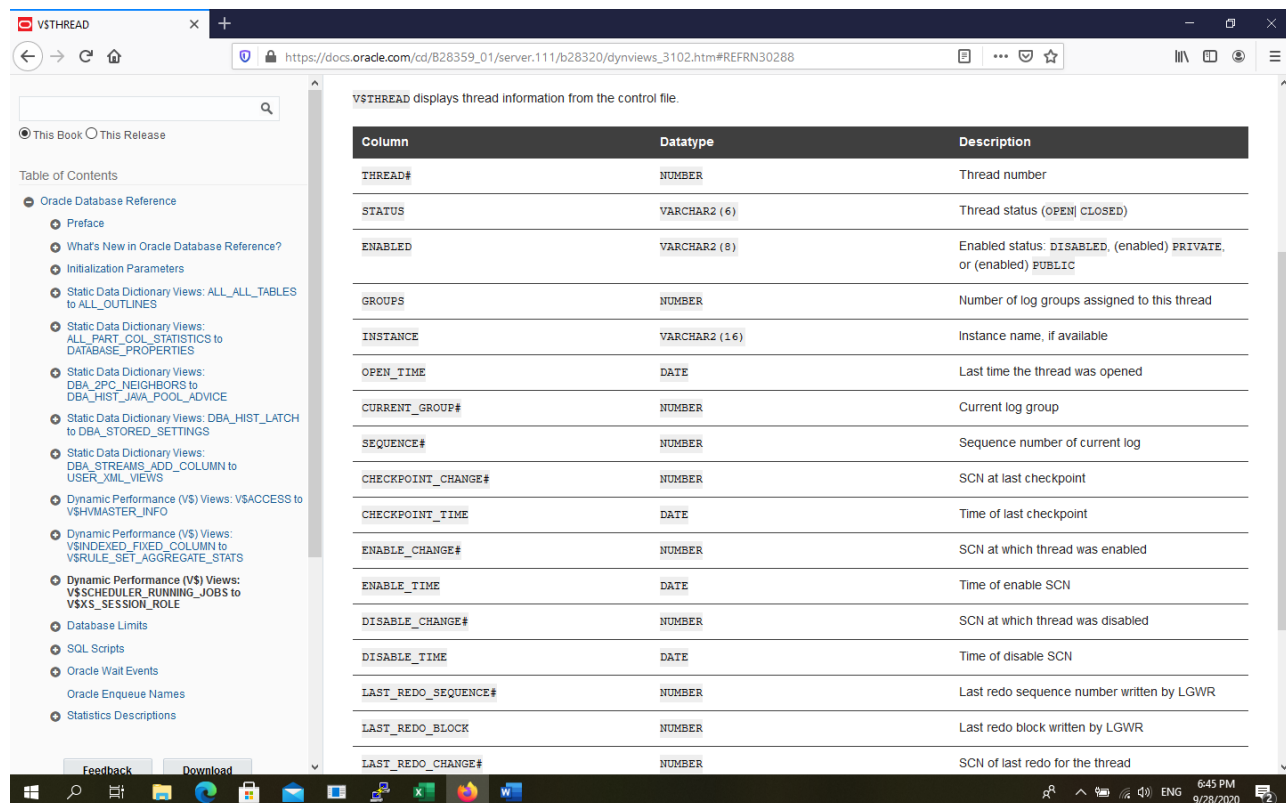 V$THREAD
https://docs.oracle.com/cd/B28359_01/server.111/b28320/dynviews_3102.htm#REFRN30288
This Book This Release
Table of Contents
Oracle Database Reference
Preface
What's New in Oracle Database Reference?
Initialization Parameters
Static Data Dictionary Views: ALL_ALL_TABLES
to ALL_OUTLINES
Static Data Dictionary Views:
ALL_PART_COL_STATISTICS to
DATABASE_PROPERTIES
Static Data Dictionary Views:
DBA_2PC_NEIGHBORS to
DBA_HIST_JAVA_POOL_ADVICE
Static Data Dictionary Views: DBA_HIST_LATCH
to DBA_STORED_SETTINGS
Static Data Dictionary Views:
DBA_STREAMS_ADD_COLUMN to
USER_XML_VIEWS
Dynamic Performance (V$) Views: V$ACCESS to
V$HVMASTER_INFO
Dynamic Performance (V$) Views:
V$INDEXED_FIXED_COLUMN to
V$RULE_SET_AGGREGATE_STATS
Dynamic Performance (V$) Views:
V$SCHEDULER_RUNNING_JOBS to
V$XS_SESSION_ROLE
Database Limits
SQL Scripts
Oracle Wait Events
Oracle Enqueue Names
Statistics Descriptions
Feedback Download
V$THREAD displays thread information from the control file.
Column Datatype Description
THREAD# NUMBER Thread number
STATUS VARCHAR2(6) Thread status (OPEN| CLOSED)
ENABLED VARCHAR2(8) Enabled status: DISABLED, (enabled) PRIVATE,
or (enabled) PUBLIC
GROUPS NUMBER Number of log groups assigned to this thread
INSTANCE VARCHAR2(16) Instance name, if available
OPEN_TIME DATE Last time the thread was opened
CURRENT_GROUP# NUMBER Current log group
SEQUENCE# NUMBER Sequence number of current log
CHECKPOINT_CHANGE# NUMBER SCN at last checkpoint
CHECKPOINT_TIME DATE Time of last checkpoint
ENABLE_CHANGE# NUMBER SCN at which thread was enabled
ENABLE_TIME DATE Time of enable SCN
DISABLE_CHANGE# NUMBER SCN at which thread was disabled
DISABLE_TIME DATE Time of disable SCN
LAST_REDO_SEQUENCE# NUMBER Last redo sequence number written by LGWR
LAST_REDO_BLOCK NUMBER Last redo block written by LGWR
LAST_REDO_CHANGE# NUMBER SCN of last redo for the thread
ENG
6:45 PM
9/28/2020